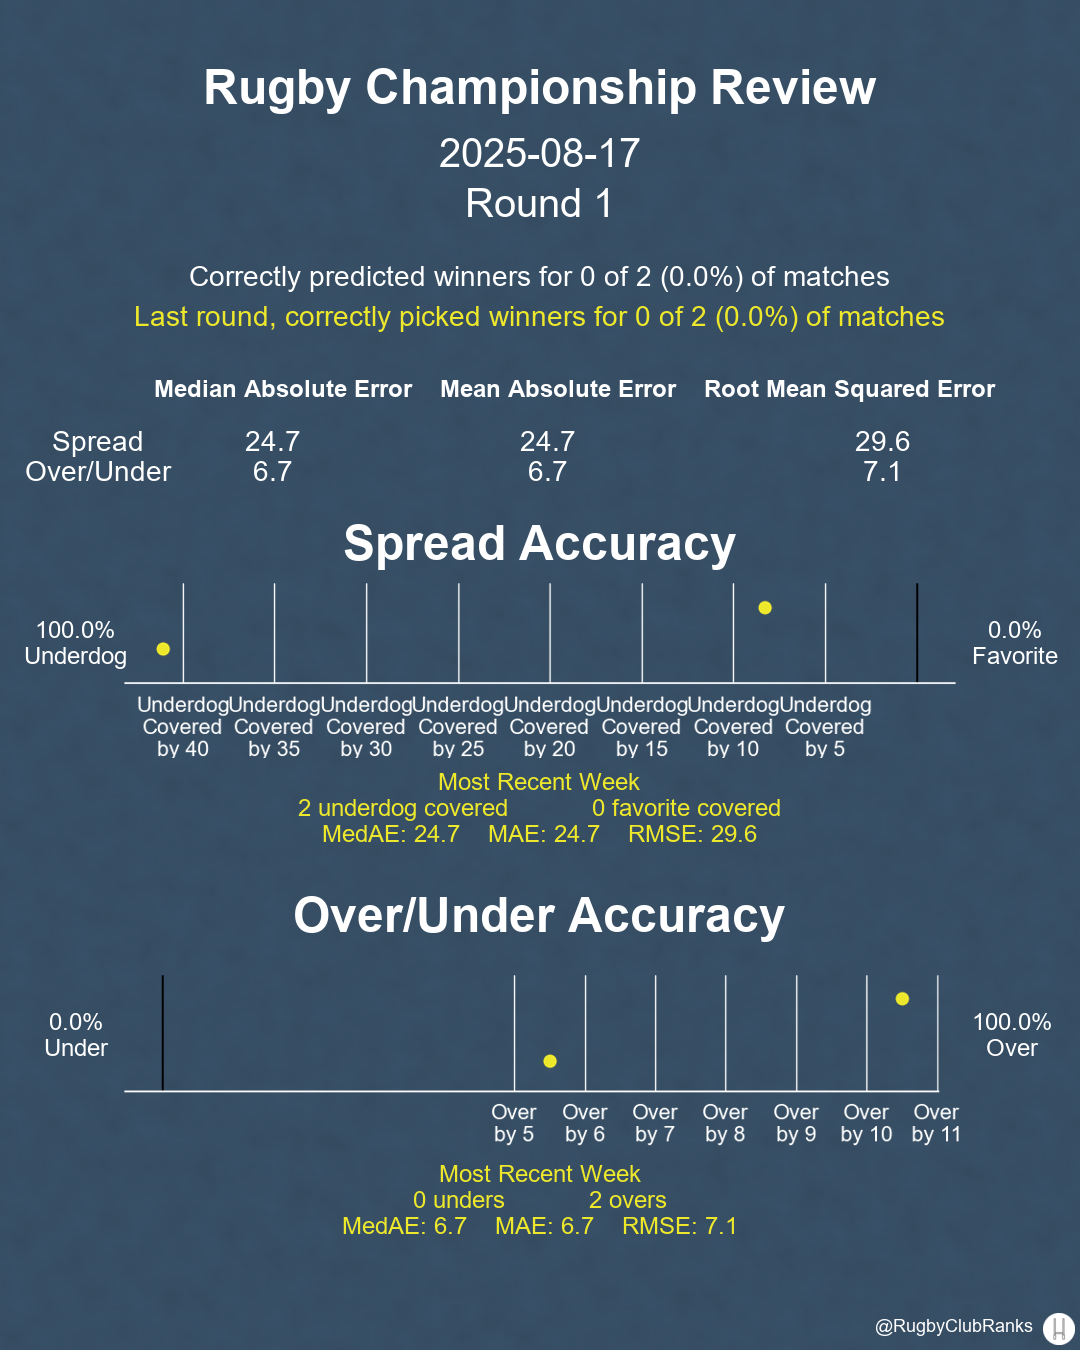 Rugby Championship Review
2025-08-17
Round 1
Correctly predicted winners for 0 of 2 (0.0%) of matches
Last round, correctly picked winners for 0 of 2 (0.0%) of matches
Median Absolute Error Mean Absolute Error Root Mean Squared Error
Spread 24.7 24.7 29.6
Over/Under 6.7 6.7 7.1
Spread Accuracy
100.0%
Underdog
0.0%
Favorite
Underdog Underdog Underdog Underdog Underdog Underdog Underdog Underdog
Covered Covered Covered Covered Covered Covered Covered Covered
by 40 by 35 by 30 by 25 by 20 by 15 by 10 by 5
Most Recent Week
2 underdog covered 0 favorite covered
MedAE: 24.7 MAE: 24.7 RMSE: 29.6
Over/Under Accuracy
0.0%
Under
100.0%
Over
Over Over Over Over Over Over Over
by 5 by 6 by 7 by 8 by 9 by 10 by 11
Most Recent Week
0 unders 2 overs
MedAE: 6.7 MAE: 6.7 RMSE: 7.1
@RugbyClubRanks